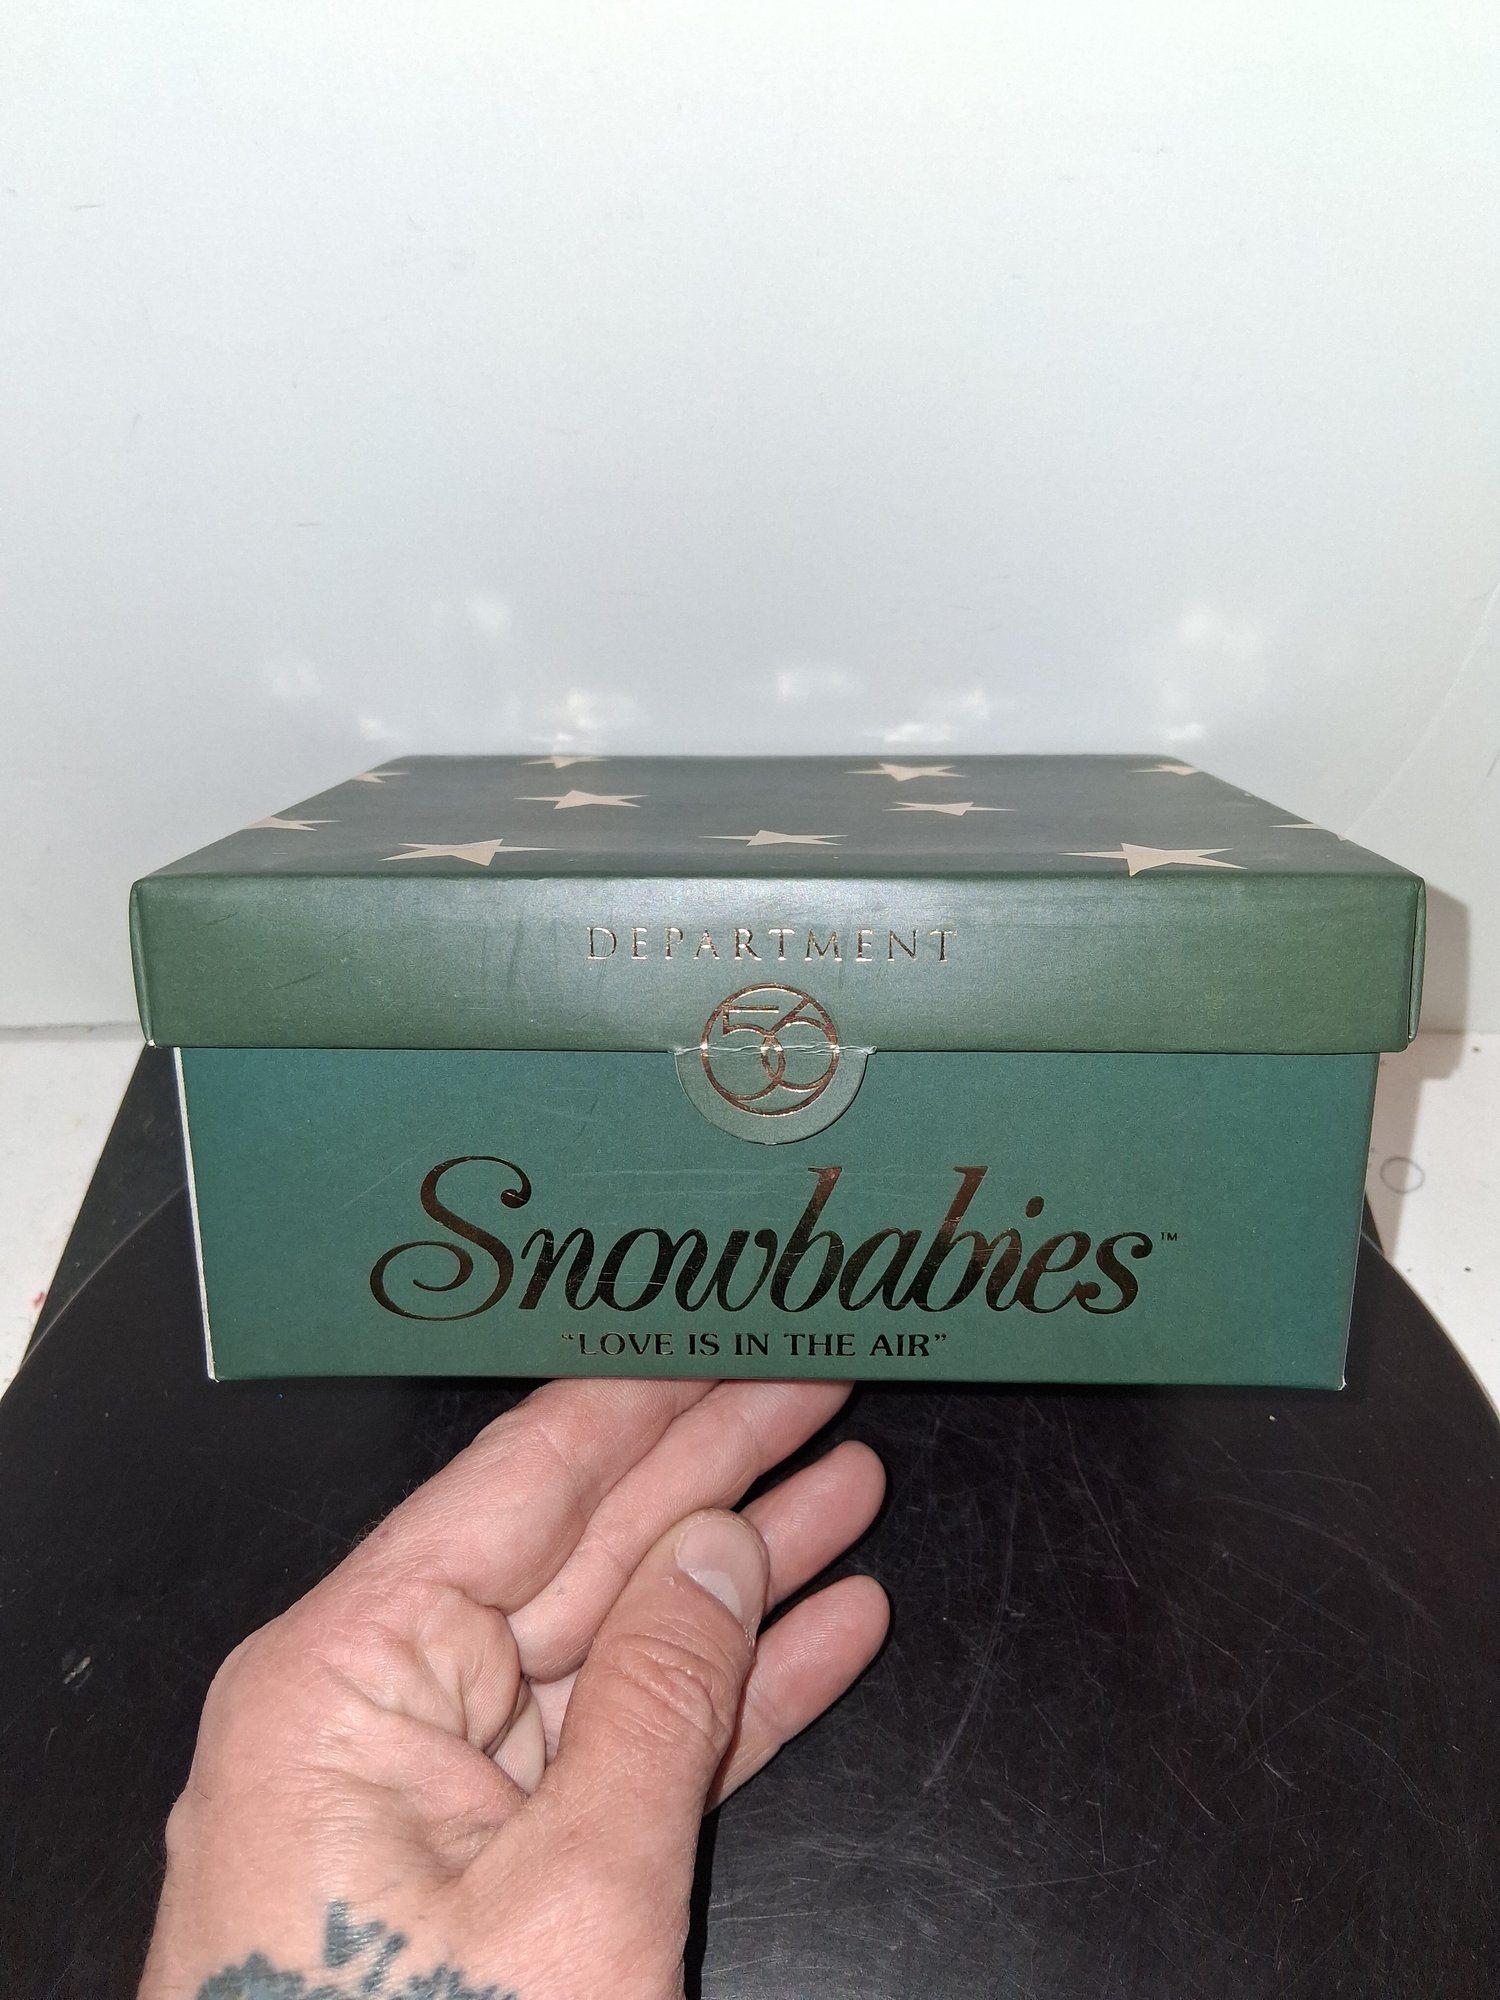 DEPARTMENT
56
Snowbabies™
“LOVE IS IN THE AIR”